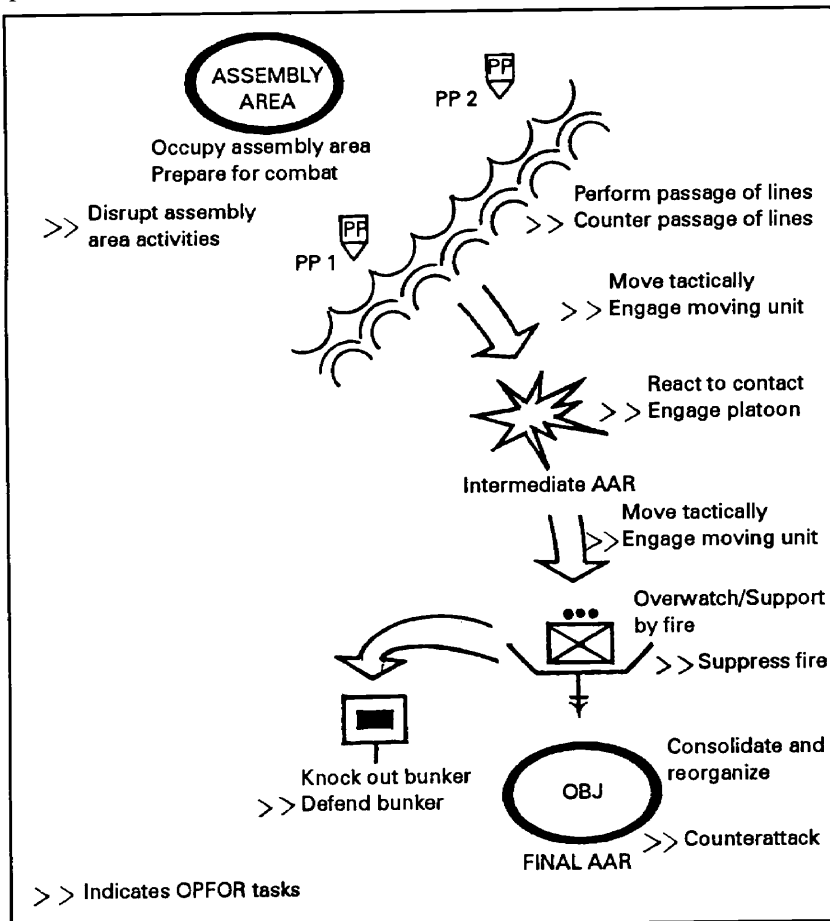 ASSEMBLY
AREA
PP
PP 2
Occupy assembly area
Prepare for combat
>> Disrupt assembly
area activities
PP
PP 1
Perform passage of lines
>> Counter passage of lines
Move tactically
>> Engage moving unit
React to contact
>> Engage platoon
Intermediate AAR
Move tactically
>> Engage moving unit
Overwatch/Support
by fire
>> Suppress fire
Knock out bunker
>> Defend bunker
Consolidate and
reorganize
OBJ
>> Counterattack
FINAL AAR
>> Indicates OPFOR tasks